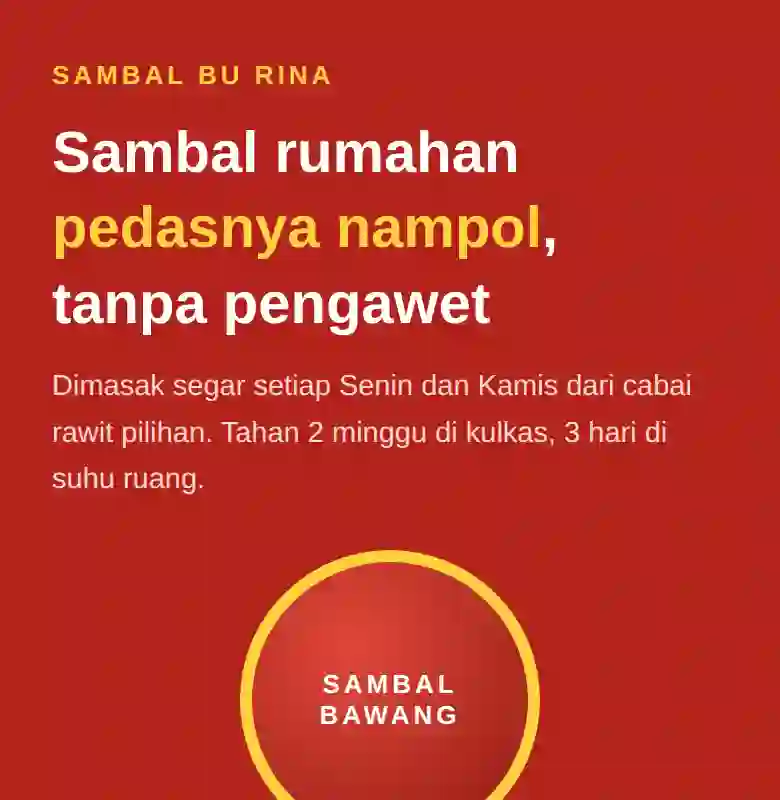 SAMBAL BU RINA
Sambal rumahan
pedasnya nampol,
tanpa pengawet
Dimasak segar setiap Senin dan Kamis dari cabai
rawit pilihan. Tahan 2 minggu di kulkas, 3 hari di
suhu ruang.
SAMBAL
BAWANG